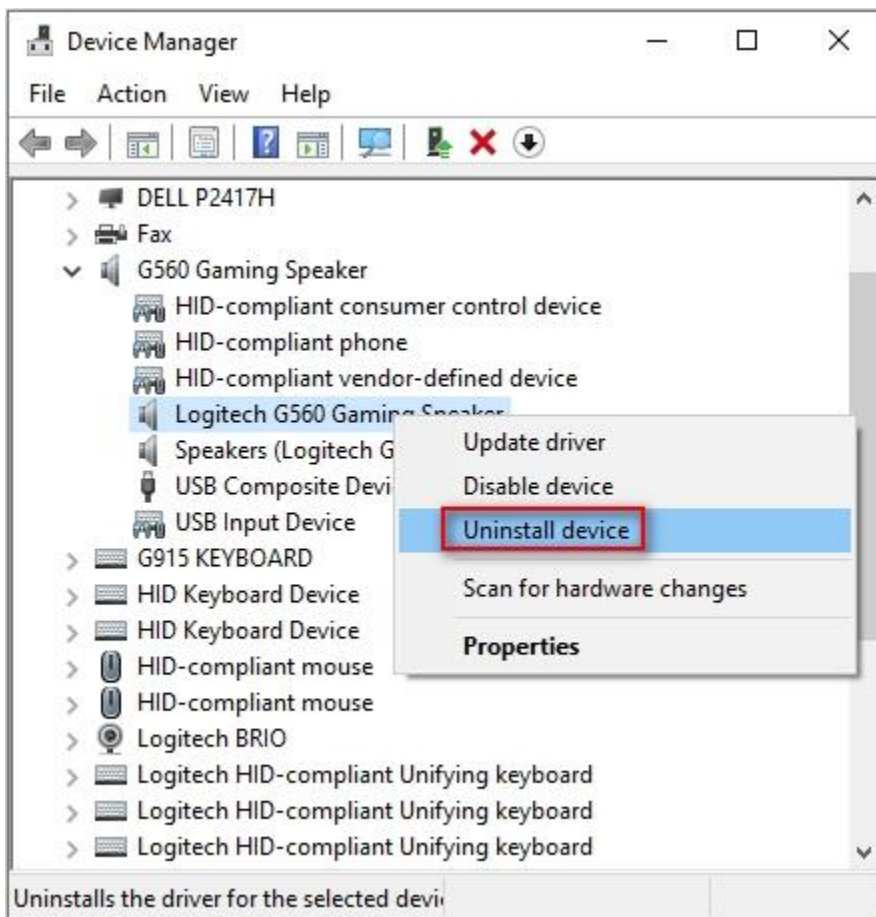 Device Manager
File Action View Help
DELL P2417H
Fax
G560 Gaming Speaker
HID-compliant consumer control device
HID-compliant phone
HID-compliant vendor-defined device
Logitech G560 Gaming Speaker
Update driver
Speakers (Logitech G
Disable device
USB Composite Devi
Uninstall device
USB Input Device
G915 KEYBOARD
Scan for hardware changes
HID Keyboard Device
HID Keyboard Device
Properties
HID-compliant mouse
HID-compliant mouse
Logitech BRIO
Logitech HID-compliant Unifying keyboard
Logitech HID-compliant Unifying keyboard
Logitech HID-compliant Unifying keyboard
Uninstalls the driver for the selected devi